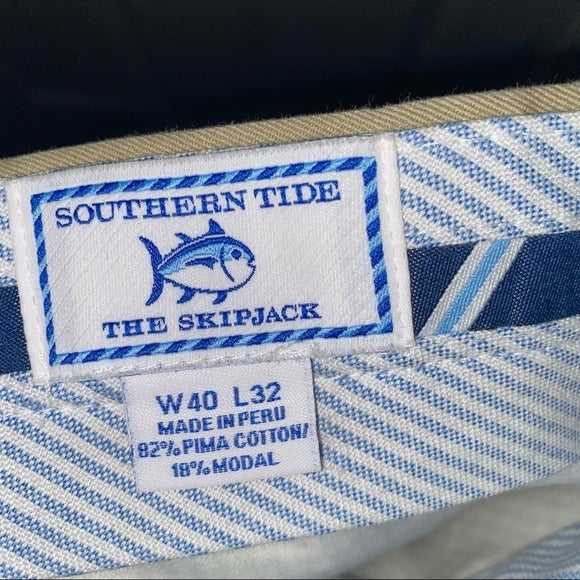 SOUTHERN TIDE
THE SKIPJACK
W40 L32
MADE IN PERU
82% PIMA COTTON/
18% MODAL